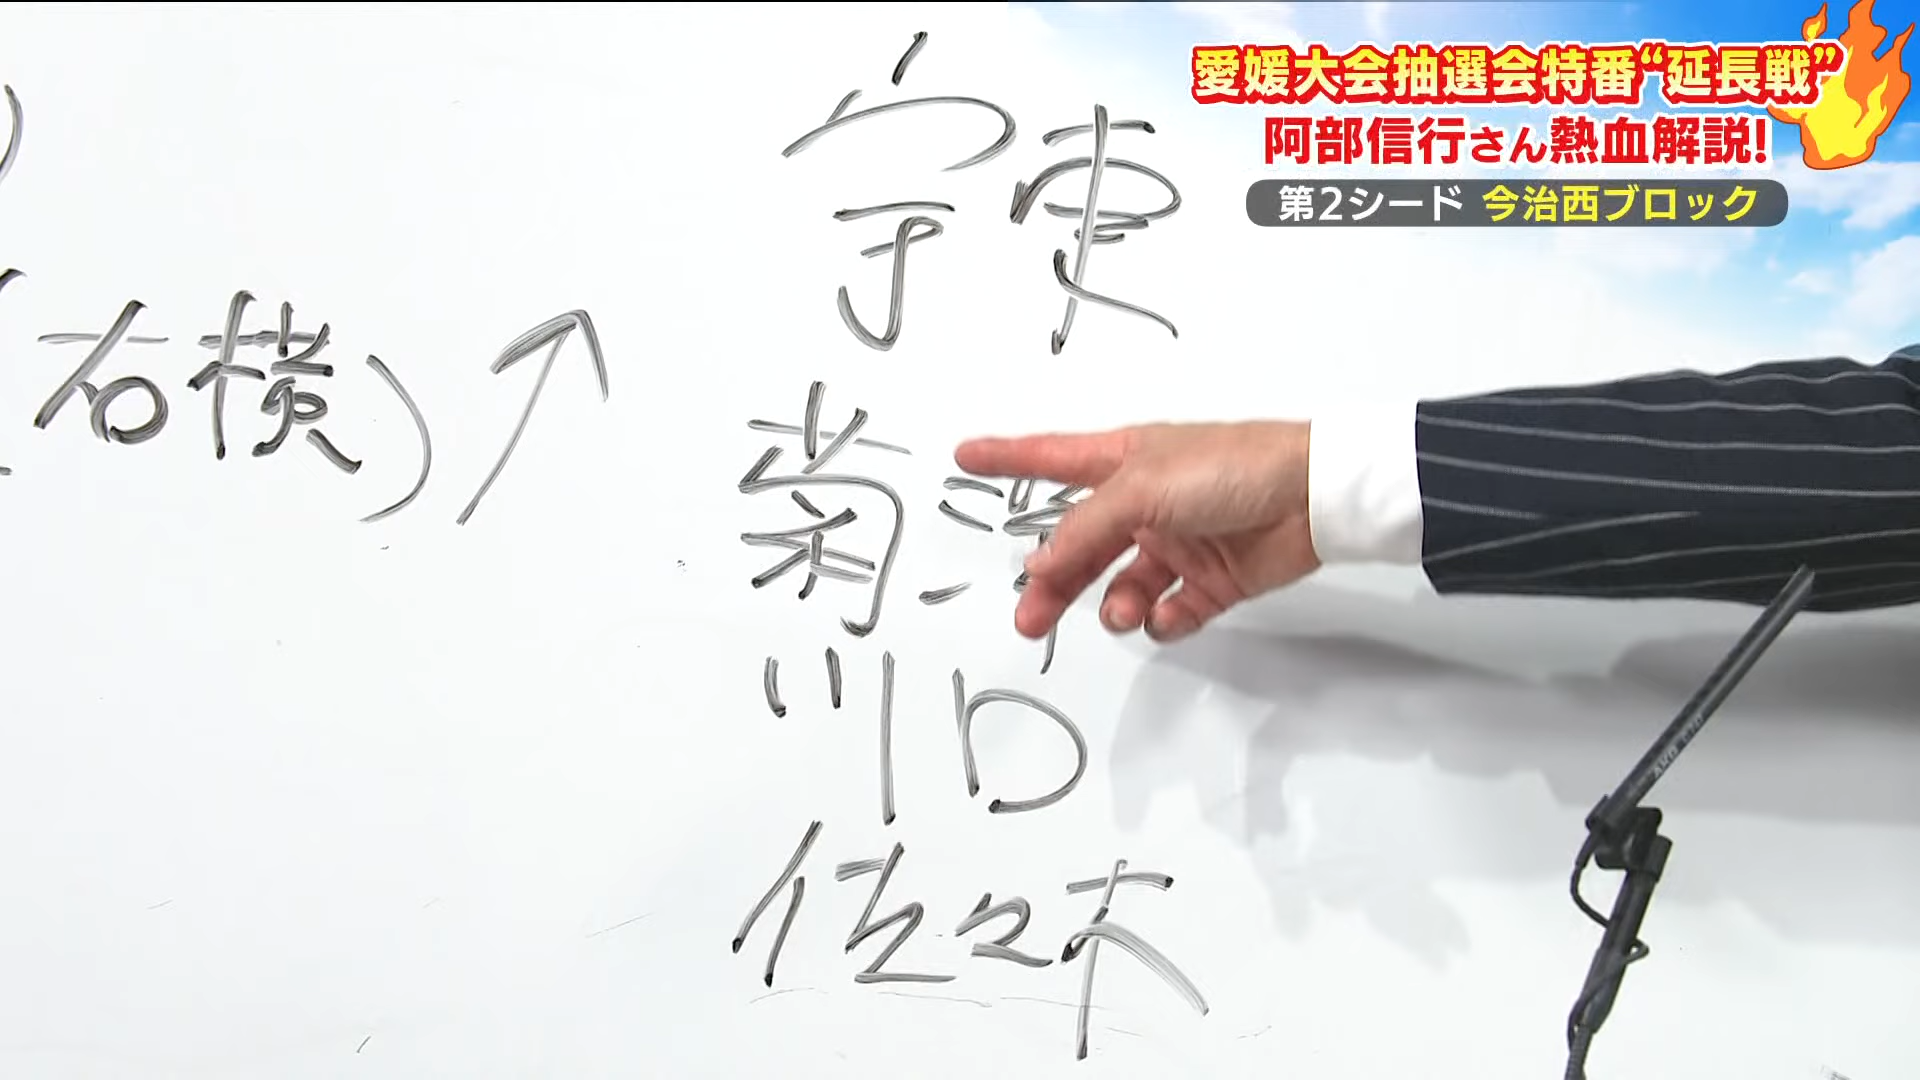 愛媛大会抽選会特番“延長戦”
阿部信行さん熱血解説!
第2シード 今治西ブロック
宇東
右横)
菊澤
川口
佐々木